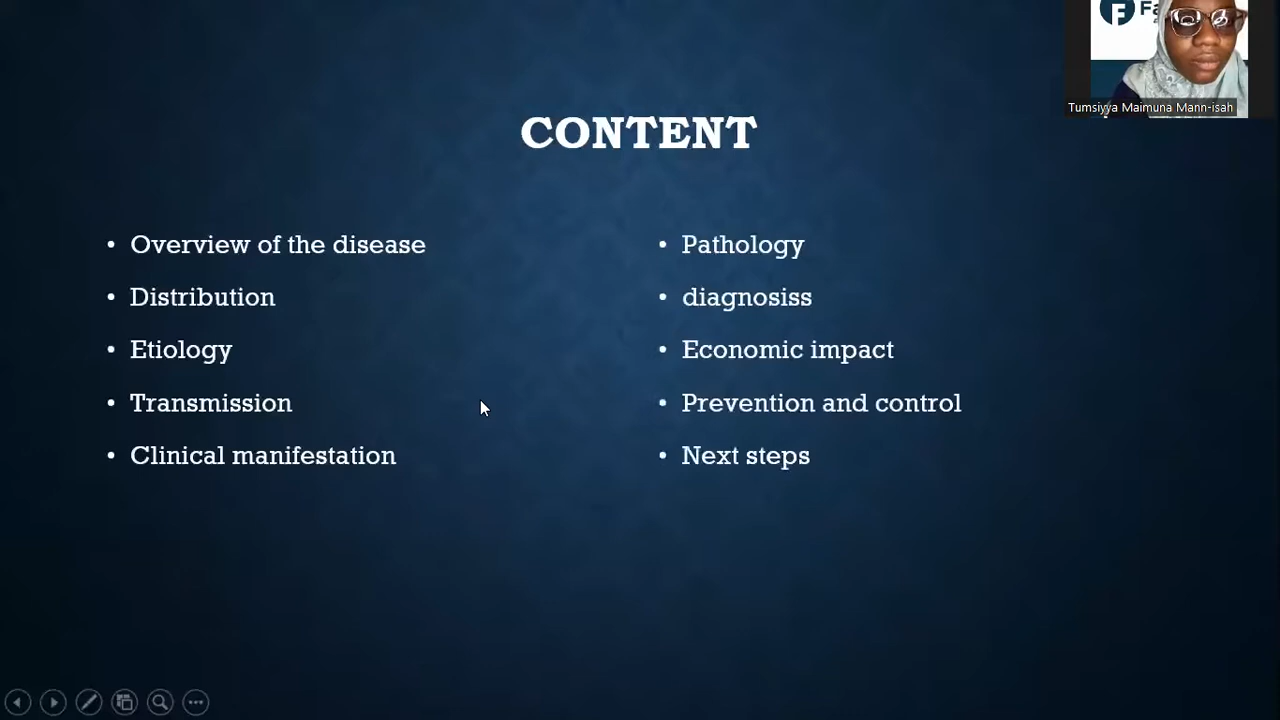 CONTENT
• Overview of the disease
• Distribution
• Etiology
• Transmission
• Clinical manifestation
• Pathology
• diagnosiss
• Economic impact
• Prevention and control
• Next steps
Tumsiyya Maimuna Mann-isah